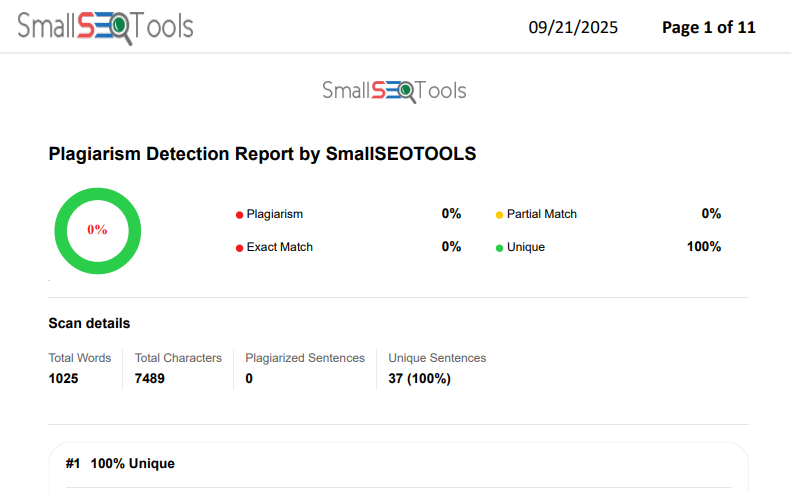 SmallSEOTools 09/21/2025 Page 1 of 11
SmallSEOTools
Plagiarism Detection Report by SmallSEOTOOLS
0%
Plagiarism 0% Partial Match 0%
Exact Match 0% Unique 100%
Scan details
Total Words Total Characters Plagiarized Sentences Unique Sentences
1025 7489 0 37 (100%)
#1 100% Unique